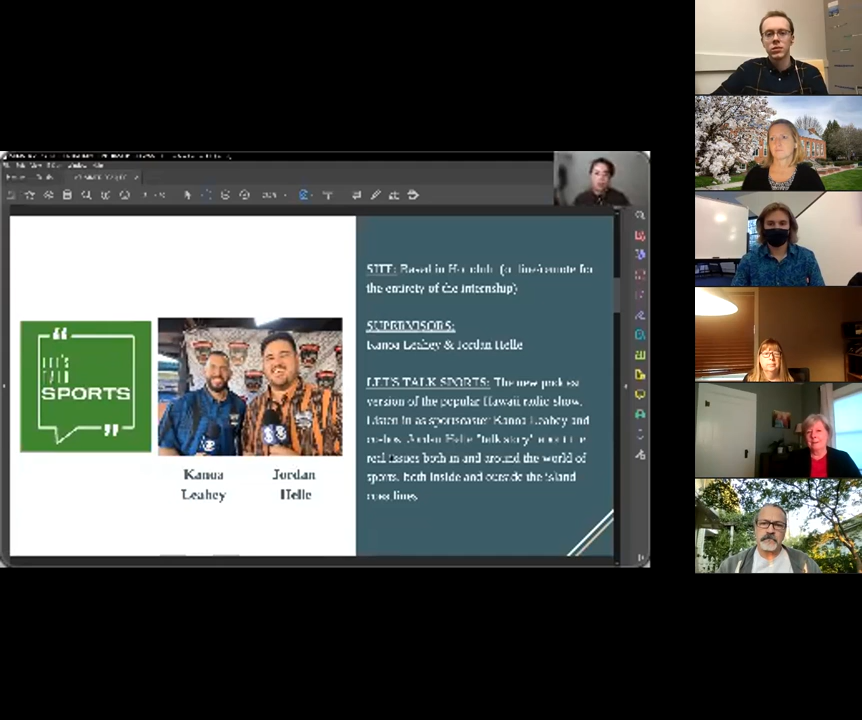 LET'S
TALK
SPORTS
Kanoa
Leahey
Jordan
Helle
SITE: Based in Honolulu (online/remote for
the entirety of the internship)
SUPERVISORS:
Kanoa Leahey & Jordan Helle
LET'S TALK SPORTS: The new podcast
version of the popular Hawaii radio show.
Listen in as sportscaster Kanoa Leahey and
co-host Jordan Helle "talk story" about the
real issues both in and around the world of
sports, both inside and outside the island
coastlines